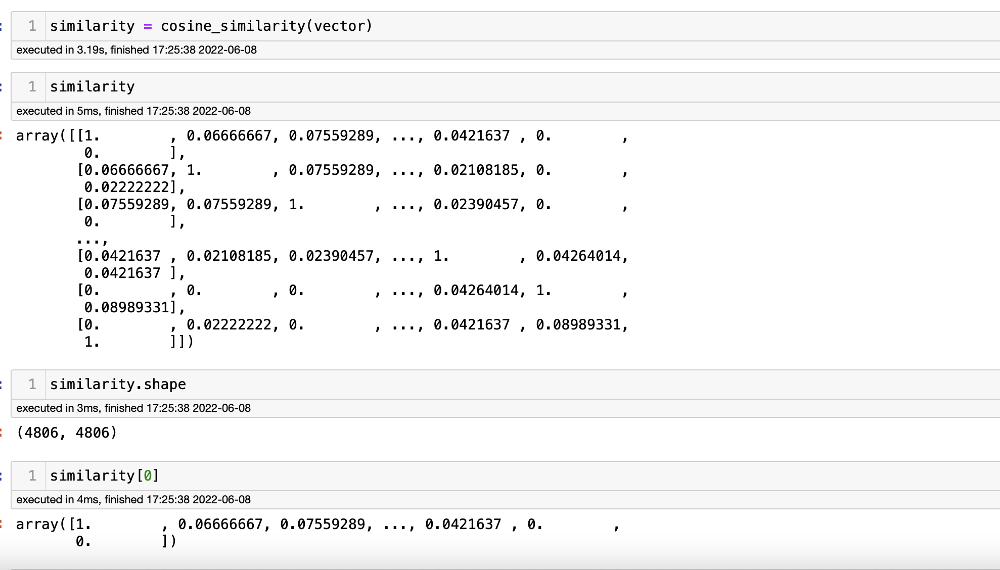 1 similarity = cosine_similarity(vector)
executed in 3.19s, finished 17:25:38 2022-06-08
1 similarity
executed in 5ms, finished 17:25:38 2022-06-08
array([[1.        , 0.06666667, 0.07559289, ..., 0.0421637 , 0.        ,
        0.        ],
       [0.06666667, 1.        , 0.07559289, ..., 0.02108185, 0.        ,
        0.02222222],
       [0.07559289, 0.07559289, 1.        , ..., 0.02390457, 0.        ,
        0.        ],
       ...,
       [0.0421637 , 0.02108185, 0.02390457, ..., 1.        , 0.04264014,
        0.0421637 ],
       [0.        , 0.        , 0.        , ..., 0.04264014, 1.        ,
        0.08989331],
       [0.        , 0.02222222, 0.        , ..., 0.0421637 , 0.08989331,
        1.        ]])
1 similarity.shape
executed in 3ms, finished 17:25:38 2022-06-08
(4806, 4806)
1 similarity[0]
executed in 4ms, finished 17:25:38 2022-06-08
array([1.        , 0.06666667, 0.07559289, ..., 0.0421637 , 0.        ,
       0.        ])